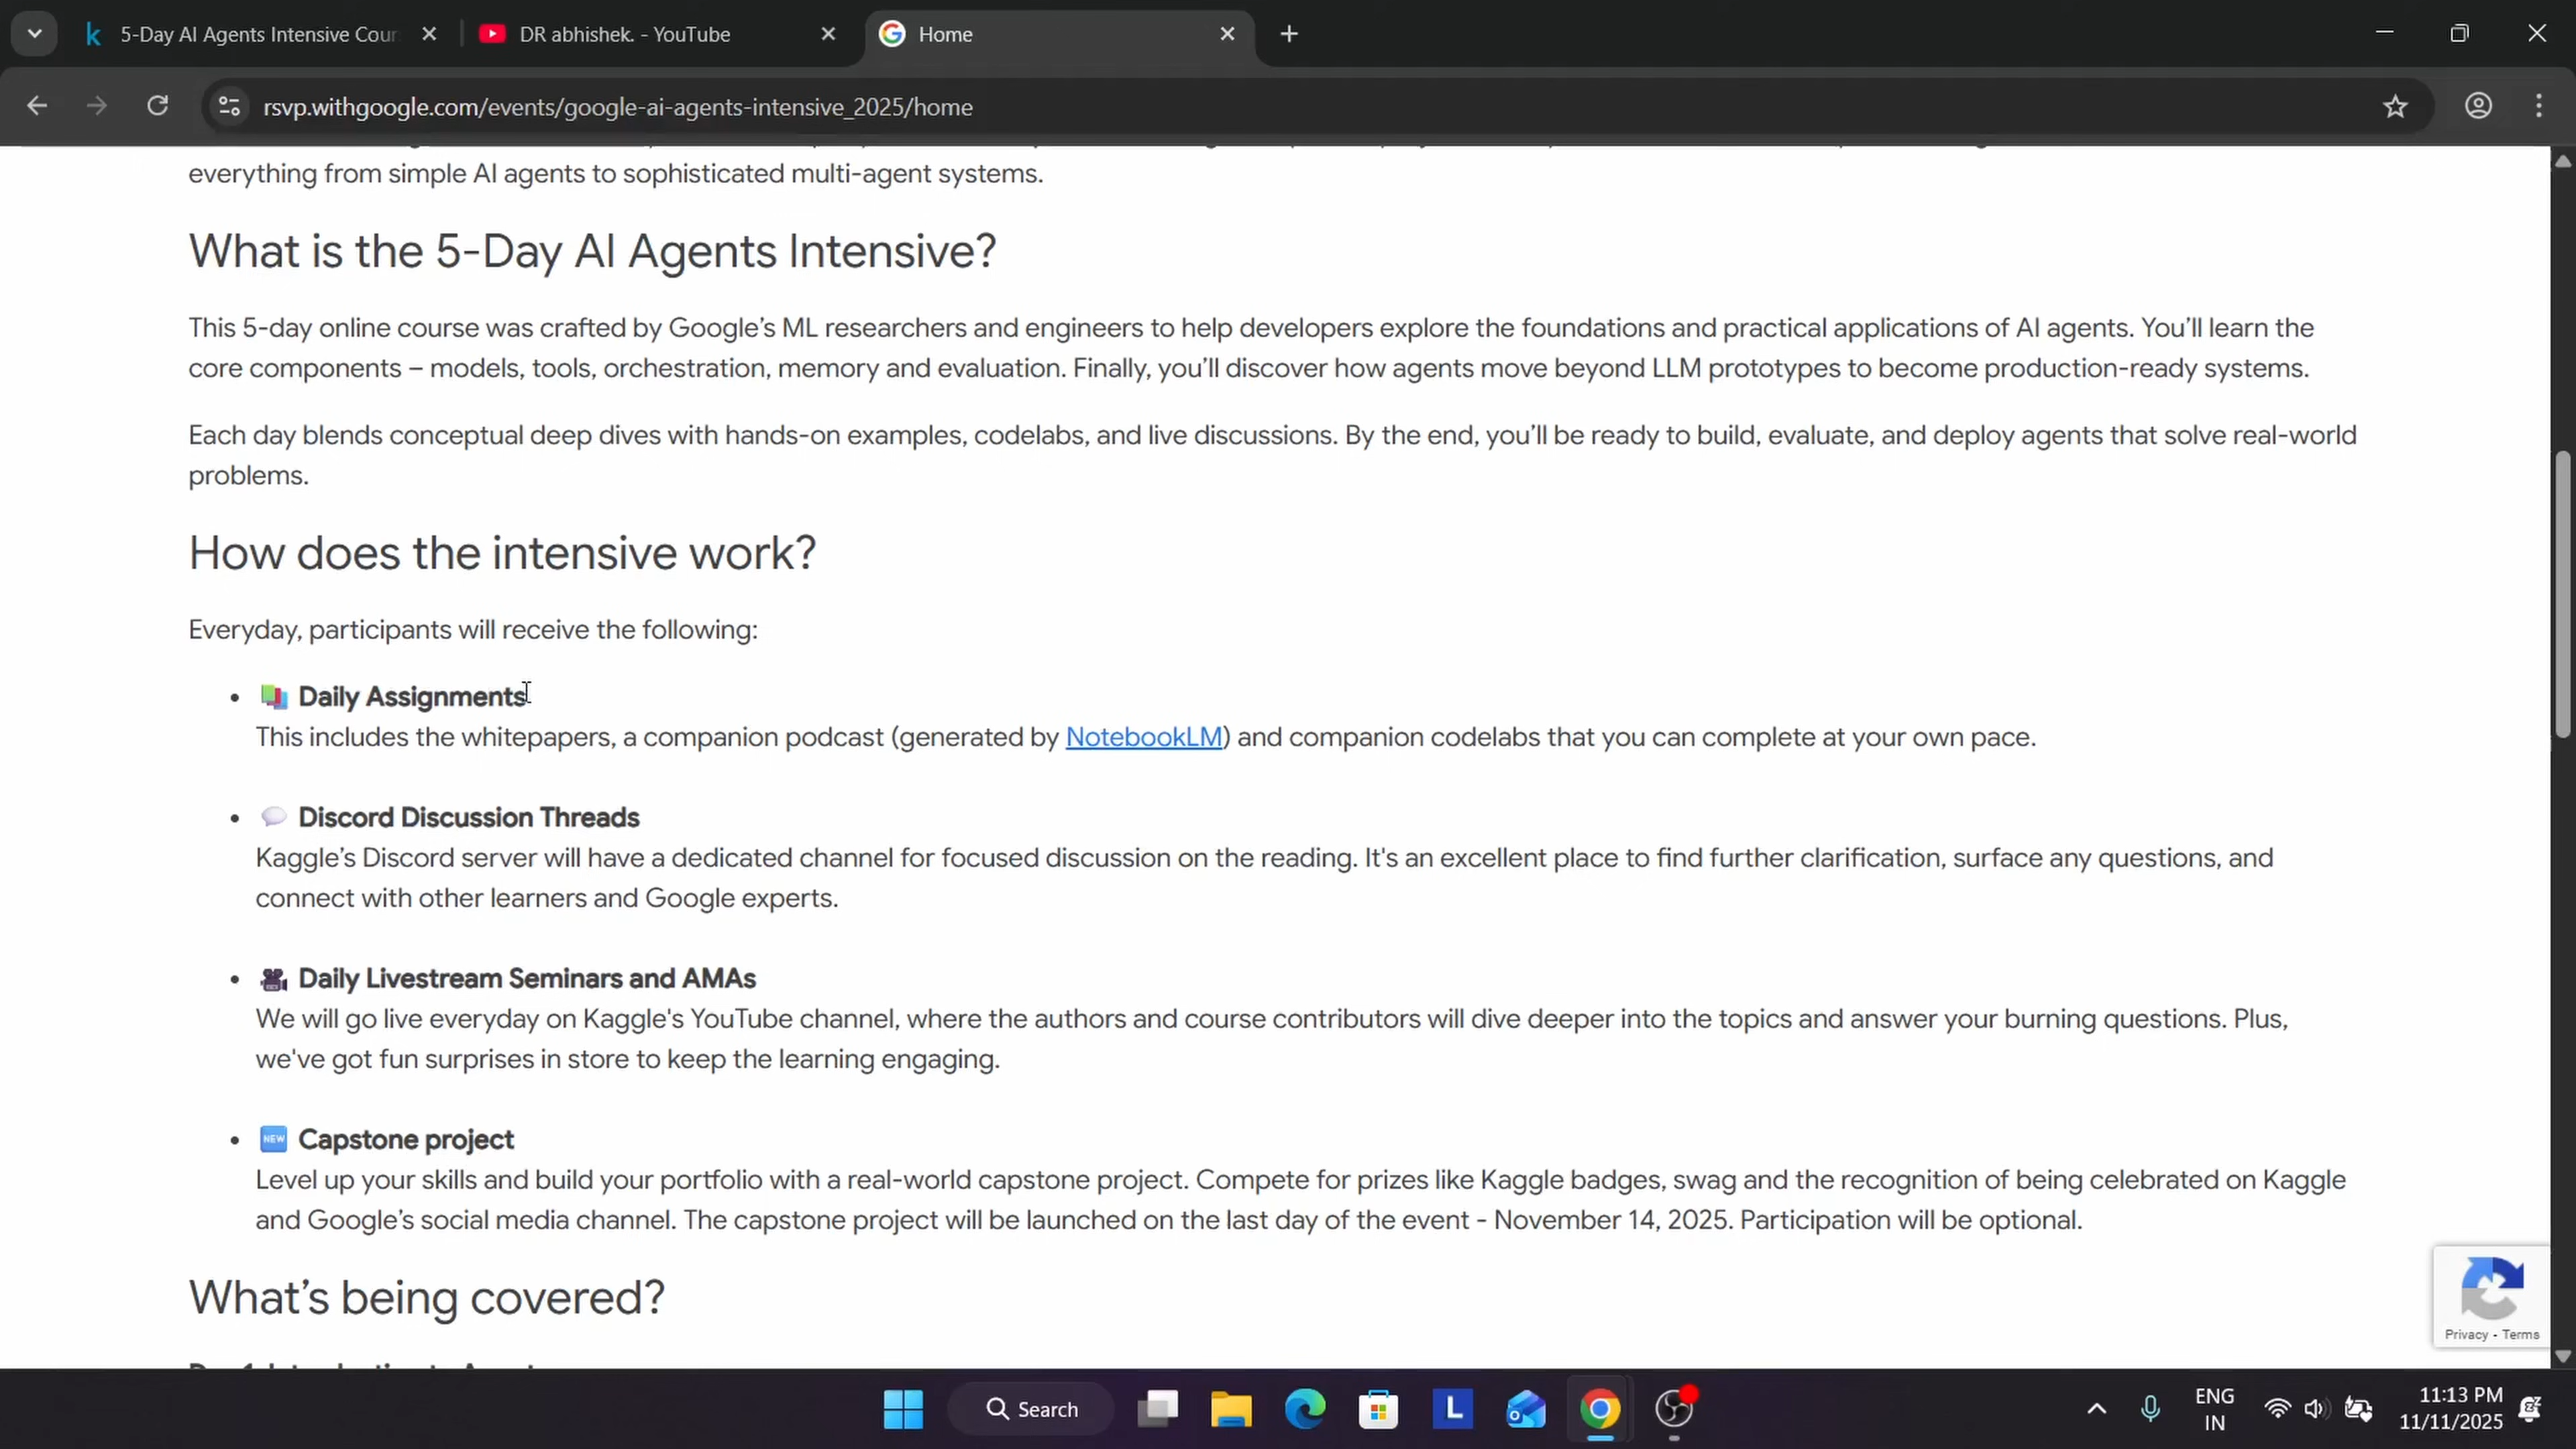 5-Day AI Agents Intensive Cour
DR abhishek. - YouTube
Home
rsvp.withgoogle.com/events/google-ai-agents-intensive_2025/home
everything from simple AI agents to sophisticated multi-agent systems.
What is the 5-Day AI Agents Intensive?
This 5-day online course was crafted by Google’s ML researchers and engineers to help developers explore the foundations and practical applications of AI agents. You’ll learn the
core components – models, tools, orchestration, memory and evaluation. Finally, you’ll discover how agents move beyond LLM prototypes to become production-ready systems.
Each day blends conceptual deep dives with hands-on examples, codelabs, and live discussions. By the end, you’ll be ready to build, evaluate, and deploy agents that solve real-world
problems.
How does the intensive work?
Everyday, participants will receive the following:
• 📚 Daily Assignments
This includes the whitepapers, a companion podcast (generated by NotebookLM) and companion codelabs that you can complete at your own pace.
• 💬 Discord Discussion Threads
Kaggle’s Discord server will have a dedicated channel for focused discussion on the reading. It's an excellent place to find further clarification, surface any questions, and
connect with other learners and Google experts.
• 🎥 Daily Livestream Seminars and AMAs
We will go live everyday on Kaggle's YouTube channel, where the authors and course contributors will dive deeper into the topics and answer your burning questions. Plus,
we've got fun surprises in store to keep the learning engaging.
• 🆕 Capstone project
Level up your skills and build your portfolio with a real-world capstone project. Compete for prizes like Kaggle badges, swag and the recognition of being celebrated on Kaggle
and Google’s social media channel. The capstone project will be launched on the last day of the event - November 14, 2025. Participation will be optional.
What’s being covered?
Privacy - Terms
Search
ENG
IN
11:13 PM
11/11/2025